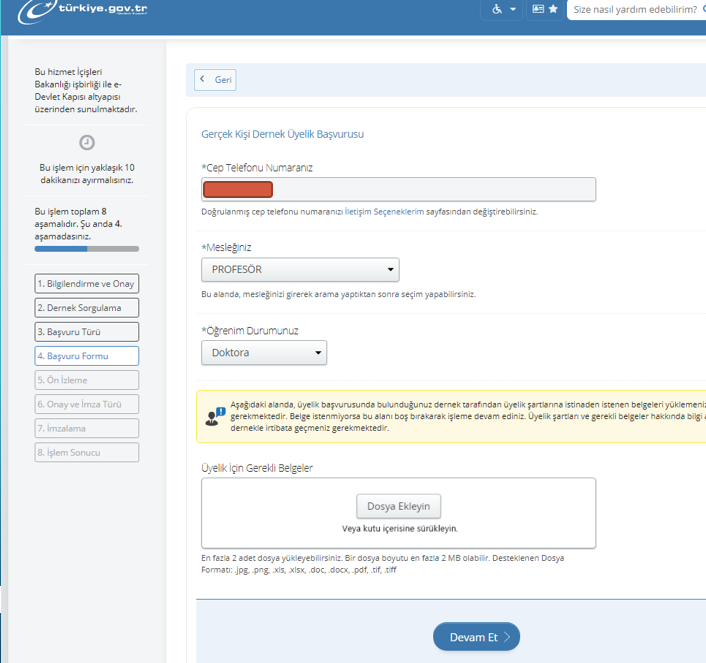 türkiye.gov.tr
Size nasıl yardım edebilirim?
Bu hizmet İçişleri
Bakanlığı işbirliği ile e-
Devlet Kapısı altyapısı
üzerinden sunulmaktadır.
Bu işlem için yaklaşık 10
dakikanızı ayırmalısınız.
Bu işlem toplam 8
aşamalıdır. Şu anda 4.
aşamadasınız.
1. Bilgilendirme ve Onay
2. Dernek Sorgulama
3. Başvuru Türü
4. Başvuru Formu
5. Ön İzleme
6. Onay ve İmza Türü
7. İmzalama
8. İşlem Sonucu
Geri
Gerçek Kişi Dernek Üyelik Başvurusu
*Cep Telefonu Numaranız
Doğrulanmış cep telefonu numaranızı İletişim Seçeneklerim sayfasından değiştirebilirsiniz.
*Mesleğiniz
PROFESÖR
Bu alanda, mesleğinizi girerek arama yaptıktan sonra seçim yapabilirsiniz.
*Öğrenim Durumunuz
Doktora
Aşağıdaki alanda, üyelik başvurusunda bulunduğunuz dernek tarafından üyelik şartlarına istinaden istenen belgeleri yüklemeniz
gerekmektedir. Belge istenmiyorsa bu alanı boş bırakarak işleme devam ediniz. Üyelik şartları ve gerekli belgeler hakkında bilgi a
dernekle irtibata geçmeniz gerekmektedir.
Üyelik İçin Gerekli Belgeler
Dosya Ekleyin
Veya kutu içerisine sürükleyin.
En fazla 2 adet dosya yükleyebilirsiniz. Bir dosya boyutu en fazla 2 MB olabilir. Desteklenen Dosya
Formatı: .jpg, .png, .xls, .xlsx, .doc, .docx, .pdf, .tif, .tiff
Devam Et